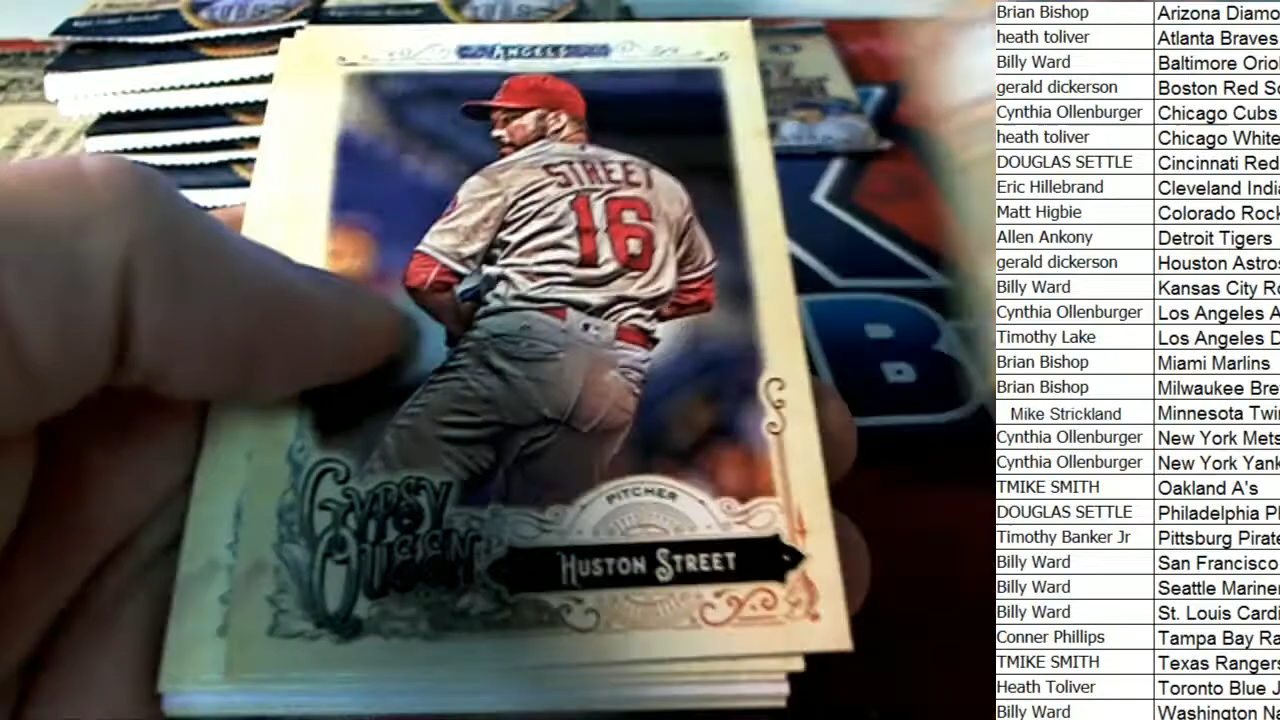 ANGELS
STREET
16
PITCHER
GYPSY
QUEEN
HUSTON STREET
B
Brian Bishop Arizona Diamo
heath toliver Atlanta Braves
Billy Ward Baltimore Oriol
gerald dickerson Boston Red So
Cynthia Ollenburger Chicago Cubs
heath toliver Chicago White
DOUGLAS SETTLE Cincinnati Red
Eric Hillebrand Cleveland Indi
Matt Higbie Colorado Rock
Allen Ankony Detroit Tigers
gerald dickerson Houston Astros
Billy Ward Kansas City Ro
Cynthia Ollenburger Los Angeles A
Timothy Lake Los Angeles D
Brian Bishop Miami Marlins
Brian Bishop Milwaukee Bre
Mike Strickland Minnesota Twi
Cynthia Ollenburger New York Mets
Cynthia Ollenburger New York Yank
TMIKE SMITH Oakland A's
DOUGLAS SETTLE Philadelphia P
Timothy Banker Jr Pittsburg Pirate
Billy Ward San Francisco
Billy Ward Seattle Mariner
Billy Ward St. Louis Cardi
Conner Phillips Tampa Bay Ra
TMIKE SMITH Texas Rangers
Heath Toliver Toronto Blue J
Billy Ward Washington Na